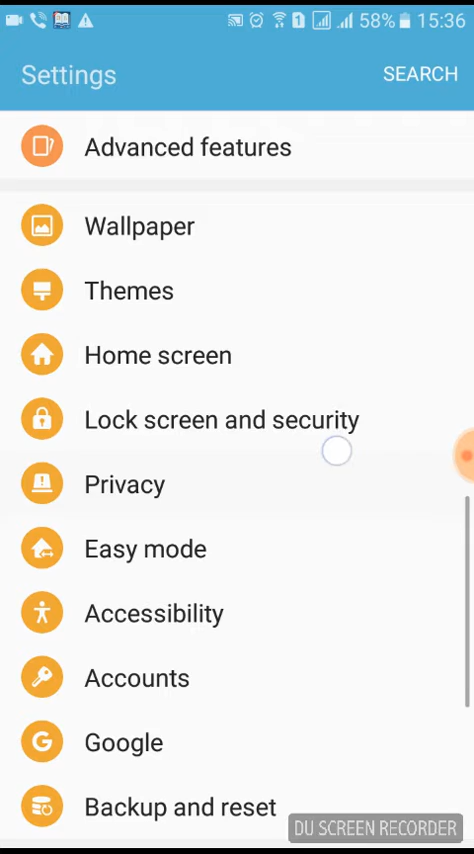 58% 15:36
Settings SEARCH
Advanced features
Wallpaper
Themes
Home screen
Lock screen and security
Privacy
Easy mode
Accessibility
Accounts
Google
Backup and reset
DU SCREEN RECORDER